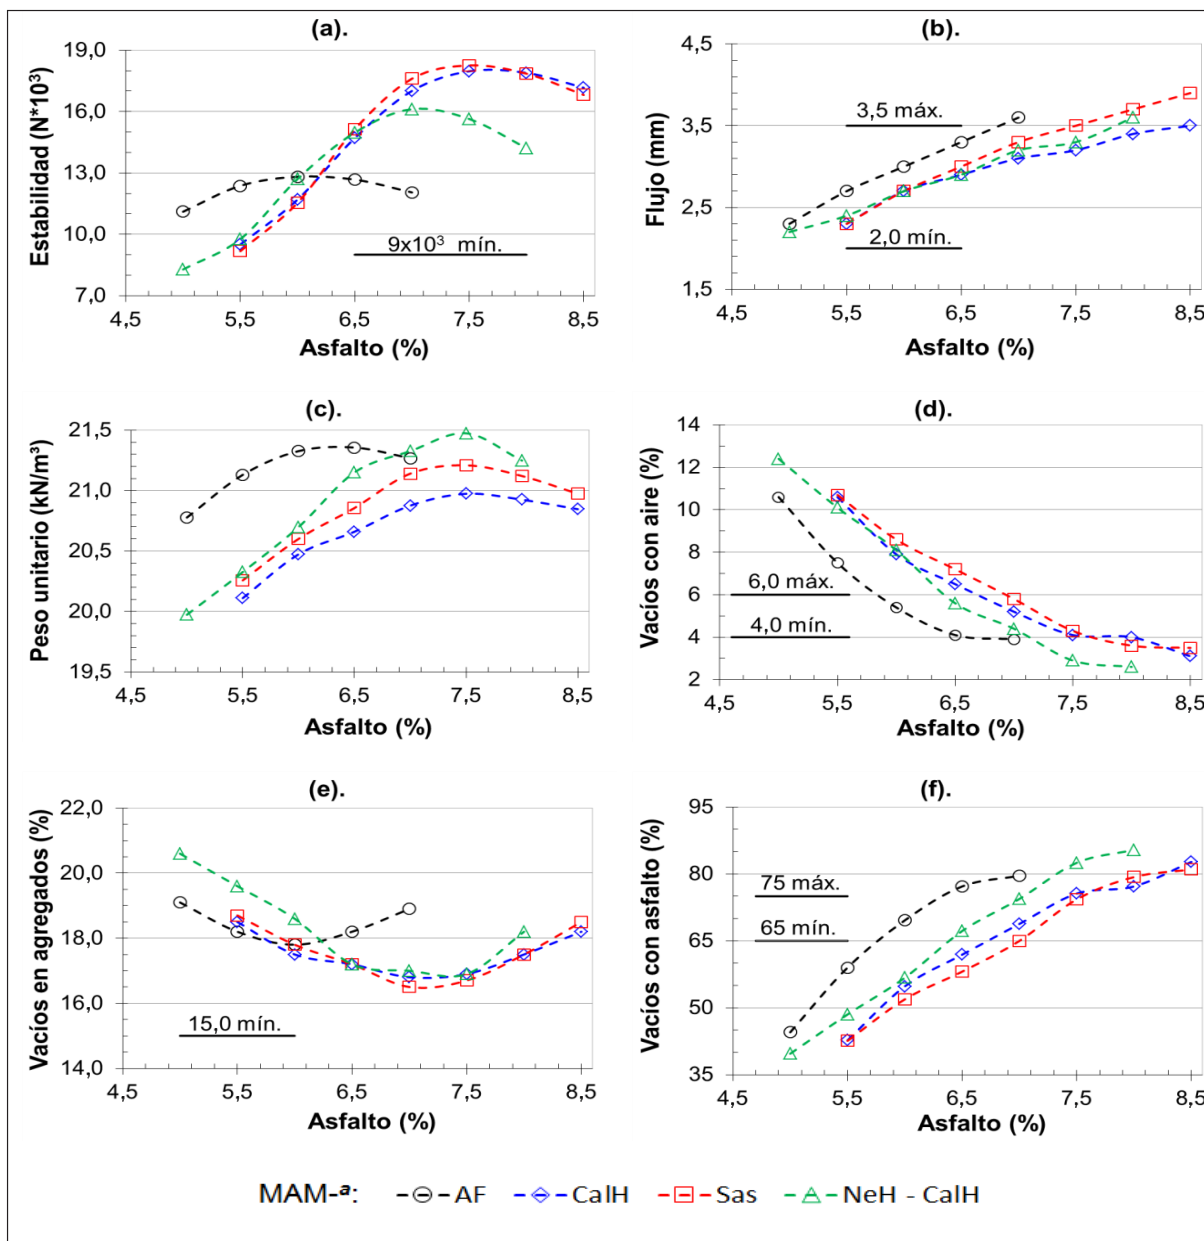 (a).
Estabilidad (N*10³)
19,0
16,0
13,0
10,0
7,0
9x10³ mín.
4,5 5,5 6,5 7,5 8,5
Asfalto (%)
(b).
Flujo (mm)
4,5
3,5
2,5
1,5
3,5 máx.
2,0 mín.
4,5 5,5 6,5 7,5 8,5
Asfalto (%)
(c).
Peso unitario (kN/m³)
21,5
21,0
20,5
20,0
19,5
4,5 5,5 6,5 7,5 8,5
Asfalto (%)
(d).
Vacíos con aire (%)
14
12
10
8
6
4
2
6,0 máx.
4,0 mín.
4,5 5,5 6,5 7,5 8,5
Asfalto (%)
(e).
Vacíos en agregados (%)
22,0
20,0
18,0
16,0
14,0
15,0 mín.
4,5 5,5 6,5 7,5 8,5
Asfalto (%)
(f).
Vacíos con asfalto (%)
95
80
65
50
35
75 máx.
65 mín.
4,5 5,5 6,5 7,5 8,5
Asfalto (%)
MAM-ª: AF CalH Sas NeH - CalH